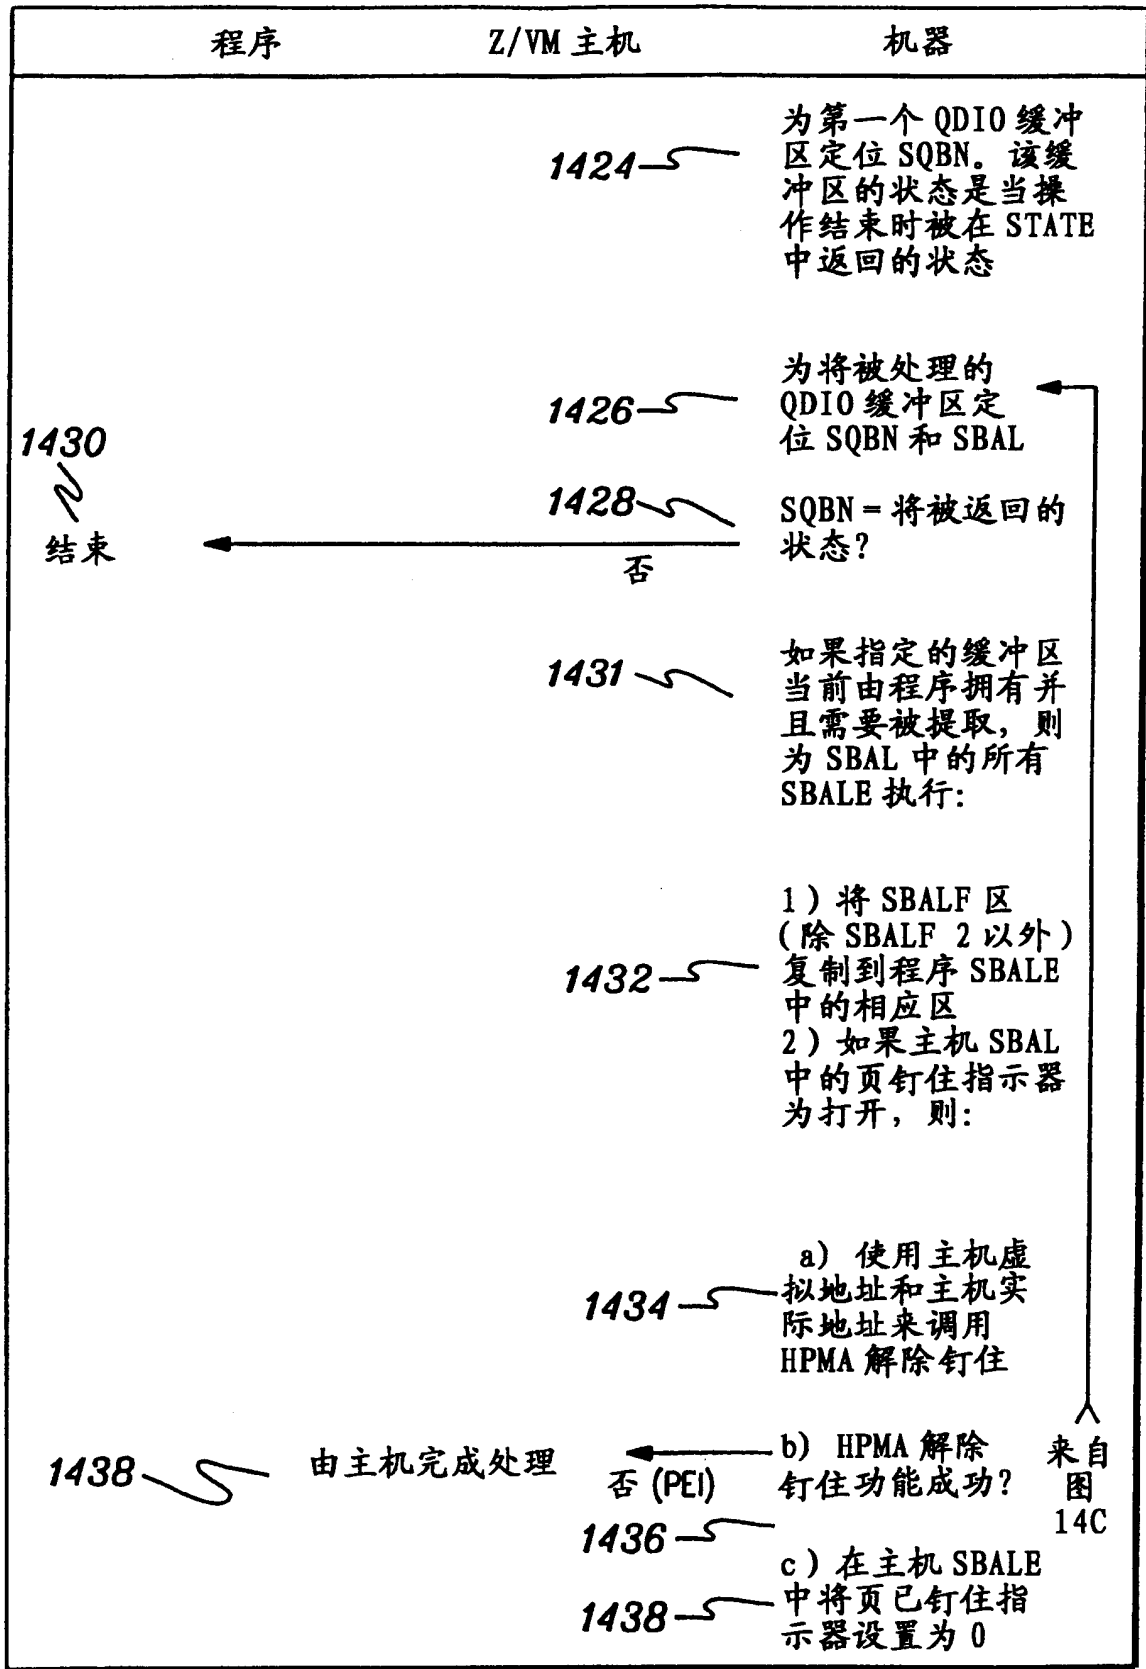 程序 Z/VM 主机 机器
为第一个 QDIO 缓冲
区定位 SQBN。该缓
冲区的状态是当操
作结束时被在 STATE
中返回的状态
1424
为将被处理的
QDIO 缓冲区定
位 SQBN 和 SBAL
1426
1430
结束
1428
SQBN = 将被返回的
状态?
否
如果指定的缓冲区
当前由程序拥有并
且需要被提取, 则
为 SBAL 中的所有
SBALE 执行:
1431
1) 将 SBALF 区
(除 SBALF 2 以外)
复制到程序 SBALE
中的相应区
2) 如果主机 SBAL
中的页钉住指示器
为打开, 则:
1432
a) 使用主机虚
拟地址和主机实
际地址来调用
HPMA 解除钉住
1434
b) HPMA 解除
钉住功能成功?
否 (PEI)
由主机完成处理
1438
1436
来自
图
14C
c) 在主机 SBALE
中将页已钉住指
示器设置为 0
1438